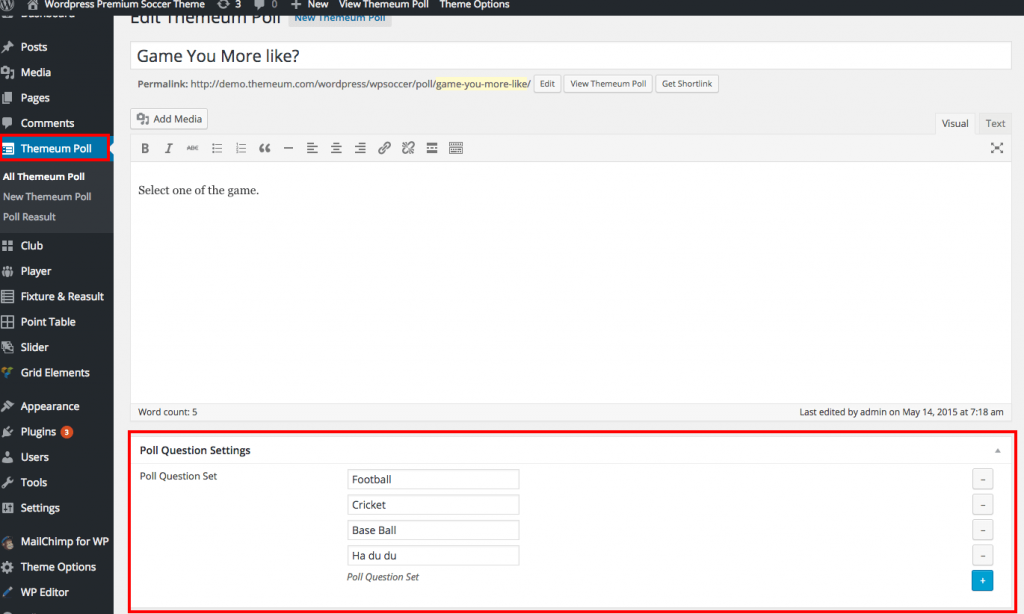 Wordpress Premium Soccer Theme 3 0 New View Themeum Poll Theme Options
Dashboard
Edit Themeum Poll New Themeum Poll
Posts
Media
Pages
Comments
Themeum Poll
All Themeum Poll
New Themeum Poll
Poll Reasult
Club
Player
Fixture & Reasult
Point Table
Slider
Grid Elements
Appearance
Plugins 3
Users
Tools
Settings
MailChimp for WP
Theme Options
WP Editor
Game You More like?
Permalink: http://demo.themeum.com/wordpress/wpsoccer/poll/game-you-more-like/ Edit View Themeum Poll Get Shortlink
Add Media
Visual Text
B I ABC
Select one of the game.
Word count: 5 Last edited by admin on May 14, 2015 at 7:18 am
Poll Question Settings
Poll Question Set
Football -
Cricket -
Base Ball -
Ha du du -
Poll Question Set +